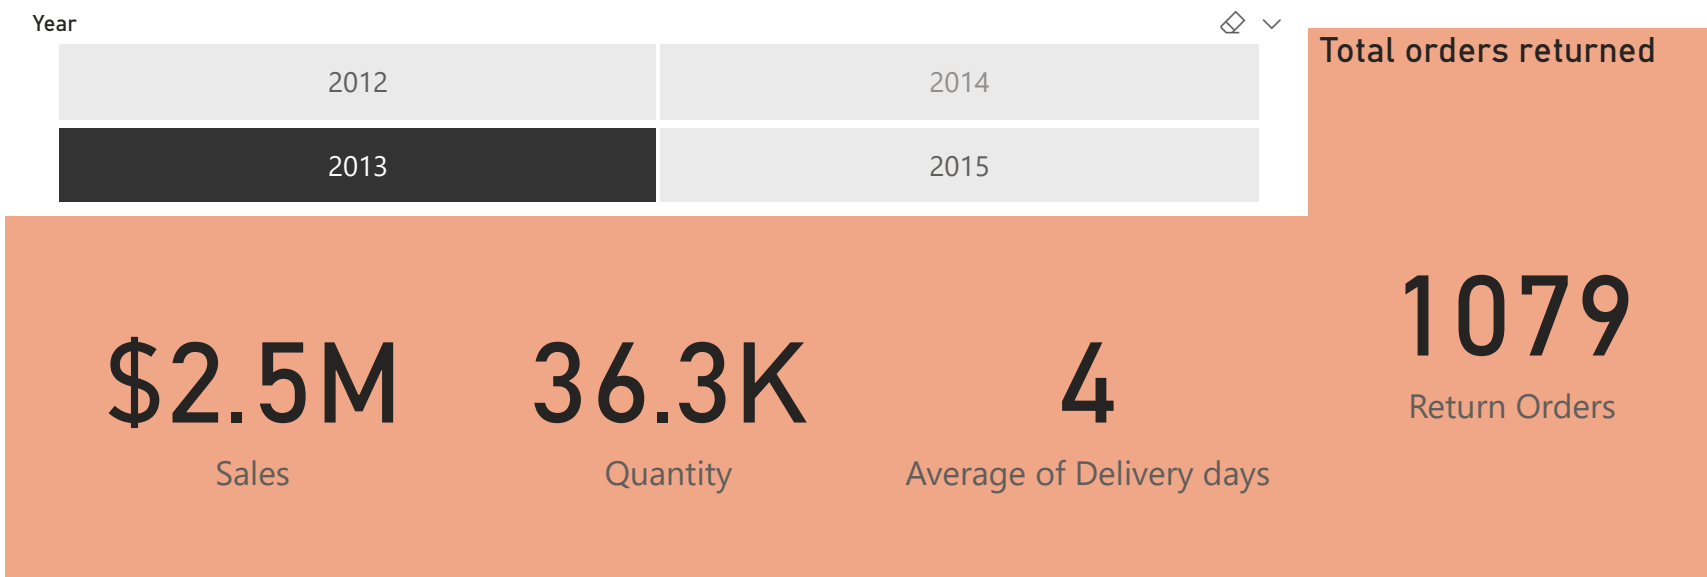 Year
2012
2014
2013
2015
Total orders returned
$2.5M
Sales
36.3K
Quantity
4
Average of Delivery days
1079
Return Orders